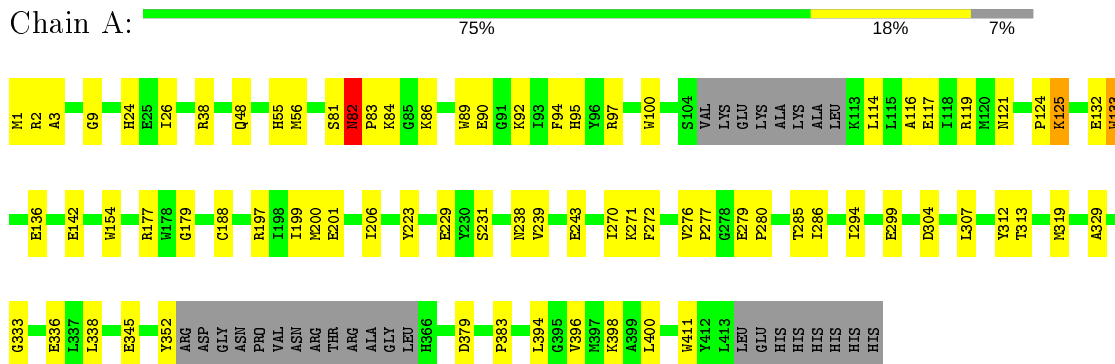 Chain A:
75% 18% 7%
M1 R2 A3 G9 H24 E25 I26 R38 Q48 H55 M56 S81 N82 P83 K84 G85 K86 W89 E90 G91 K92 I93 F94 H95 Y96 R97 W100 S104 VAL LYS GLU LYS ALA LYS ALA LEU K113 L114 L115 A116 E117 I118 R119 M120 N121 P124 K125 E132 W133
E136 E142 W154 R177 W178 G179 C188 R197 I198 I199 M200 E201 I206 Y223 E229 Y230 S231 N238 V239 E243 I270 K271 F272 V276 P277 G278 E279 P280 T285 I286 I294 E299 D304 L307 Y312 T313 M319 A329
G333 E336 L337 L338 E345 Y352 ARG ASP GLY ASN PRO VAL ASN ARG THR ARG ALA GLY LEU H366 D379 P383 L394 G395 V396 M397 K398 A399 L400 W411 Y412 L413 LEU GLU HIS HIS HIS HIS HIS HIS